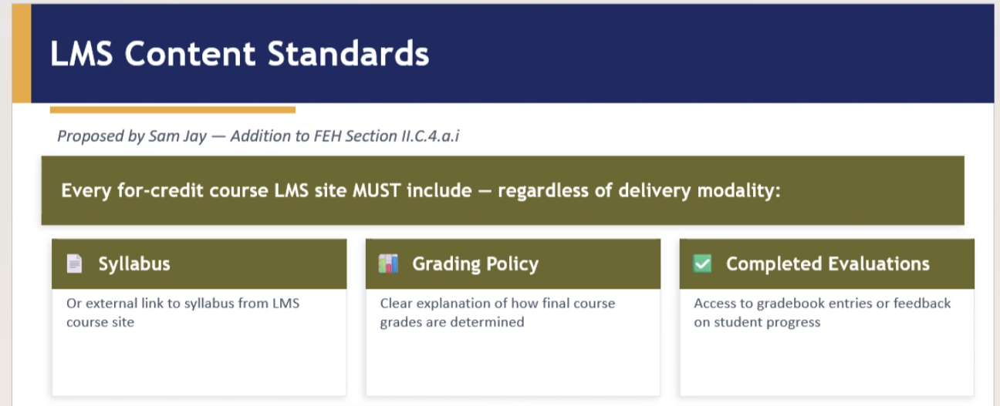 LMS Content Standards
Proposed by Sam Jay — Addition to FEH Section II.C.4.a.i
Every for-credit course LMS site MUST include — regardless of delivery modality:
Syllabus
Or external link to syllabus from LMS
course site
Grading Policy
Clear explanation of how final course
grades are determined
Completed Evaluations
Access to gradebook entries or feedback
on student progress